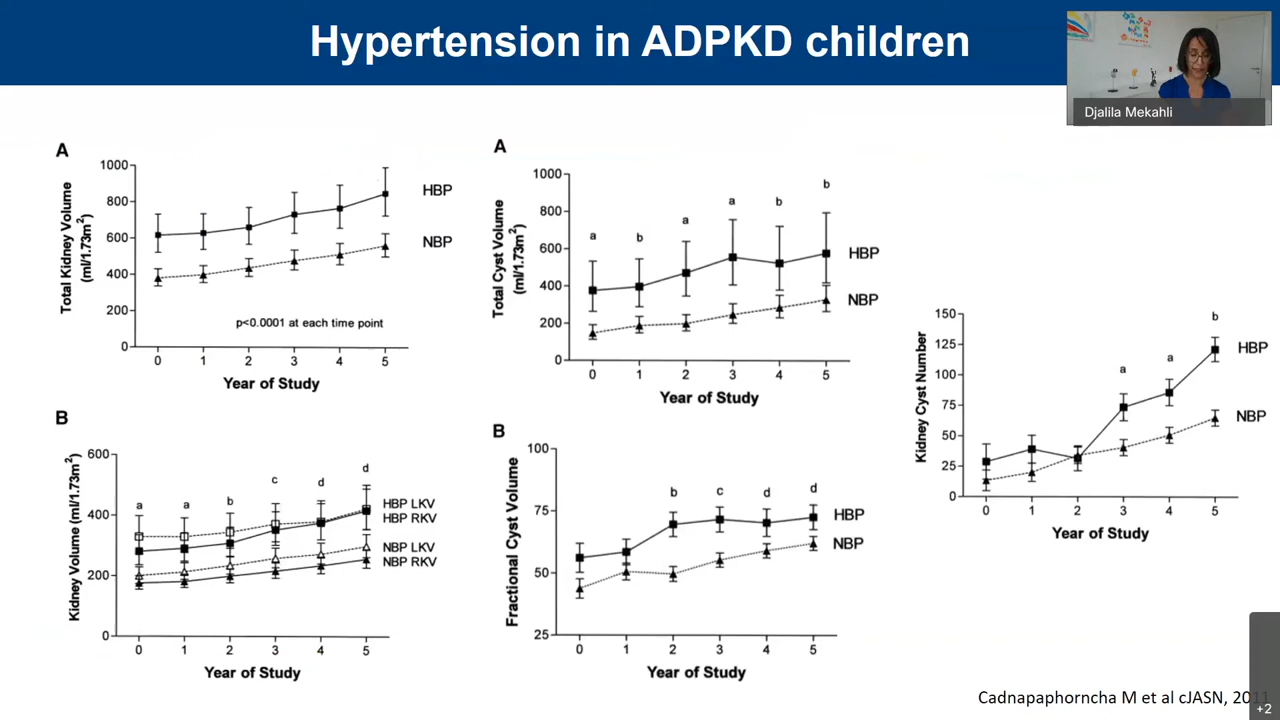 Hypertension in ADPKD children
Djalila Mekahli
A
Total Kidney Volume
(ml/1.73m²)
1000
800
600
400
200
0
HBP
NBP
p<0.0001 at each time point
0 1 2 3 4 5
Year of Study
B
Kidney Volume (ml/1.73m²)
600
400
200
0
a a b c d d
HBP LKV
HBP RKV
NBP LKV
NBP RKV
0 1 2 3 4 5
Year of Study
A
Total Cyst Volume
(ml/1.73m²)
1000
800
600
400
200
0
a b a a b b
HBP
NBP
0 1 2 3 4 5
Year of Study
B
Fractional Cyst Volume
100
75
50
25
b c d d
HBP
NBP
0 1 2 3 4 5
Year of Study
Kidney Cyst Number
150
125
100
75
50
25
0
a a b
HBP
NBP
0 1 2 3 4 5
Year of Study
Cadnapaphorncha M et al cJASN, 2011
+2